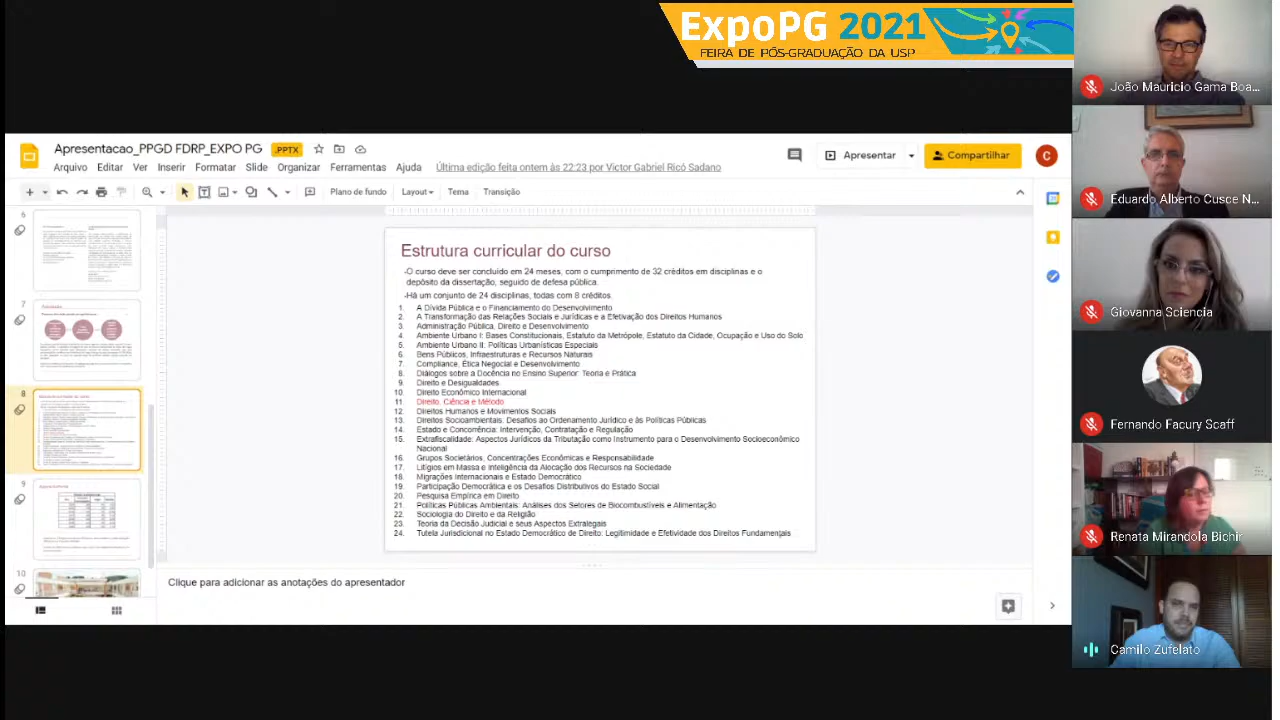 ExpoPG 2021
FEIRA DE PÓS-GRADUAÇÃO DA USP
João Mauricio Gama Boa...
Eduardo Alberto Cusce N...
Giovanna Sciencia
Fernando Facury Scaff
Renata Mirandola Bichir
Camilo Zufelato
Apresentacao_PPGD FDRP_EXPO PG .PPTX
Arquivo Editar Ver Inserir Formatar Slide Organizar Ferramentas Ajuda Última edição feita ontem às 22:23 por Victor Gabriel Ricó Sadano
Apresentar Compartilhar C
Plano de fundo Layout Tema Transição
6
7
8
9
10
Estrutura curricular do curso
-O curso deve ser concluído em 24 meses, com o cumprimento de 32 créditos em disciplinas e o
depósito da dissertação, seguido de defesa pública.
-Há um conjunto de 24 disciplinas, todas com 8 créditos
1. A Dívida Pública e o Financiamento do Desenvolvimento
2. A Transformação das Relações Sociais e Jurídicas e a Efetivação dos Direitos Humanos
3. Administração Pública, Direito e Desenvolvimento
4. Ambiente Urbano I: Bases Constitucionais, Estatuto da Metrópole, Estatuto da Cidade, Ocupação e Uso do Solo
5. Ambiente Urbano II: Políticas Urbanísticas Especiais
6. Bens Públicos, Infraestruturas e Recursos Naturais
7. Compliance, Ética Negocial e Desenvolvimento
8. Diálogos sobre a Docência no Ensino Superior: Teoria e Prática
9. Direito e Desigualdades
10. Direito Econômico Internacional
11. Direito, Ciência e Método
12. Direitos Humanos e Movimentos Sociais
13. Direitos Socioambientais: Desafios ao Ordenamento Jurídico e às Políticas Públicas
14. Estado e Concorrência: Intervenção, Contratação e Regulação
15. Extrafiscalidade: Aspectos Jurídicos da Tributação como Instrumento para o Desenvolvimento Socioeconômico
Nacional
16. Grupos Societários, Concentrações Econômicas e Responsabilidade
17. Litígios em Massa e Inteligência da Alocação dos Recursos na Sociedade
18. Migrações Internacionais e Estado Democrático
19. Participação Democrática e os Desafios Distributivos do Estado Social
20. Pesquisa Empírica em Direito
21. Políticas Públicas Ambientais: Análises dos Setores de Biocombustíveis e Alimentação
22. Sociologia do Direito e da Religião
23. Teoria da Decisão Judicial e seus Aspectos Extralegais
24. Tutela Jurisdicional no Estado Democrático de Direito: Legitimidade e Efetividade dos Direitos Fundamentais
Clique para adicionar as anotações do apresentador